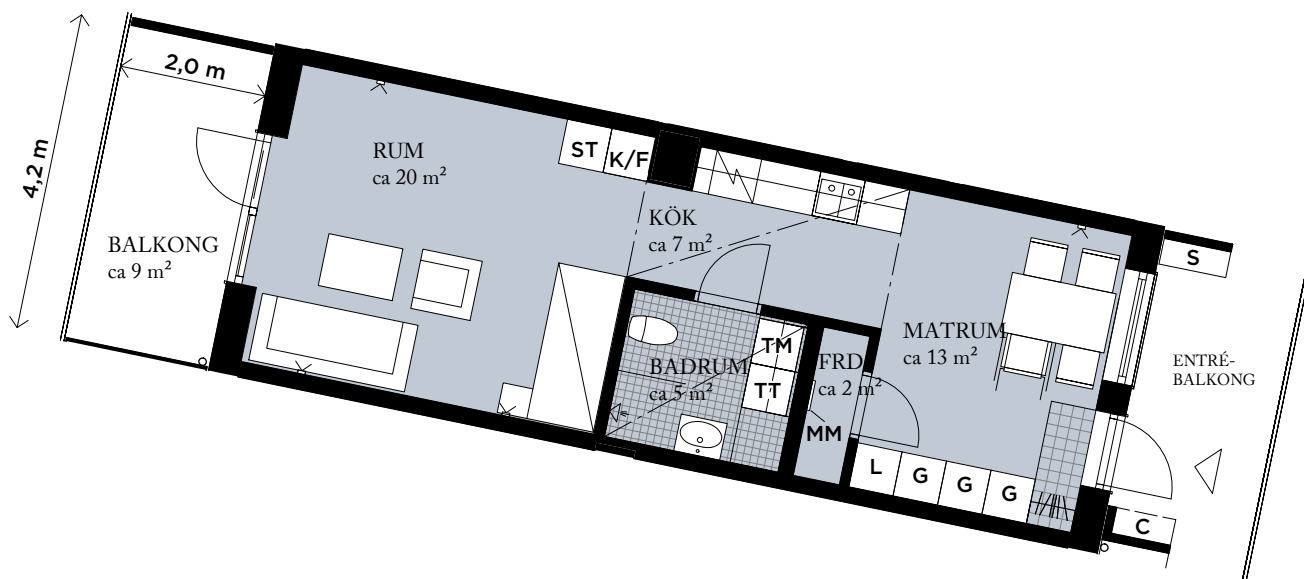 2,0 m
4,2 m
RUM
ca 20 m²
ST
K/F
KÖK
ca 7 m²
BALKONG
ca 9 m²
S
MATRUM
ca 13 m²
TM
BADRUM
ca 5 m²
FRD
ca 2 m²
TT
ENTRÉ-
BALKONG
MM
L
G
G
G
C